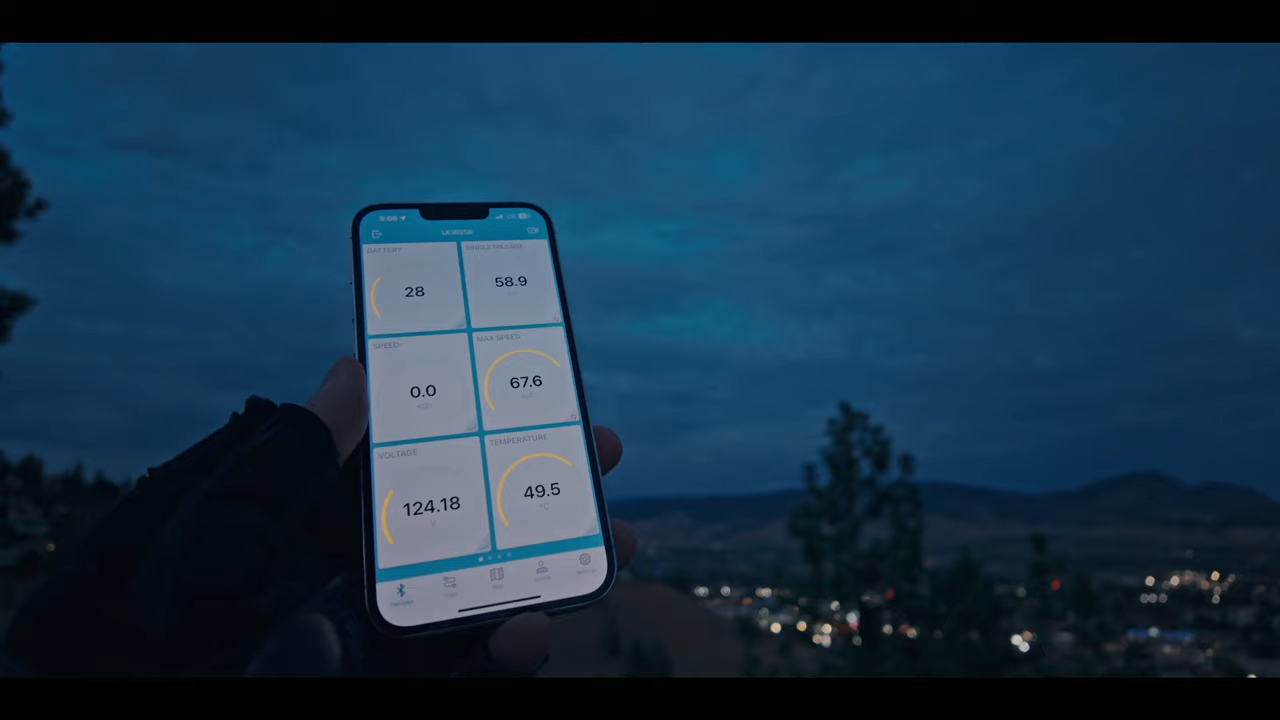 BATTERY
28
SINGLE MILEAGE
58.9
SPEED
0.0
MAX SPEED
67.6
VOLTAGE
124.18
V
TEMPERATURE
49.5
°C